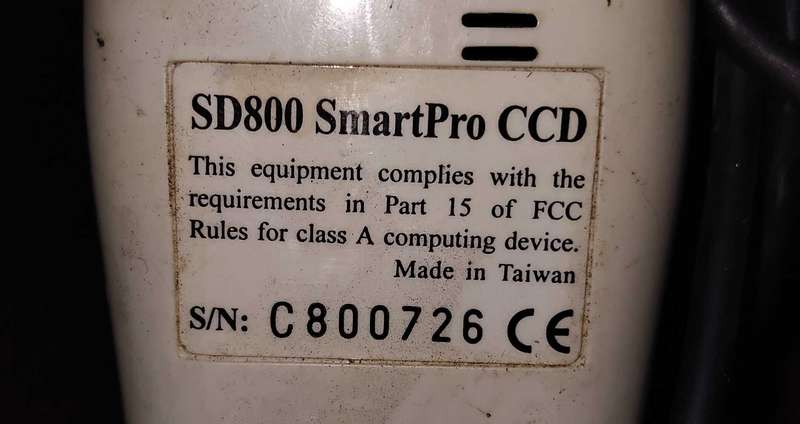 SD800 SmartPro CCD
This equipment complies with the
requirements in Part 15 of FCC
Rules for class A computing device.
Made in Taiwan
S/N: C800726 CE